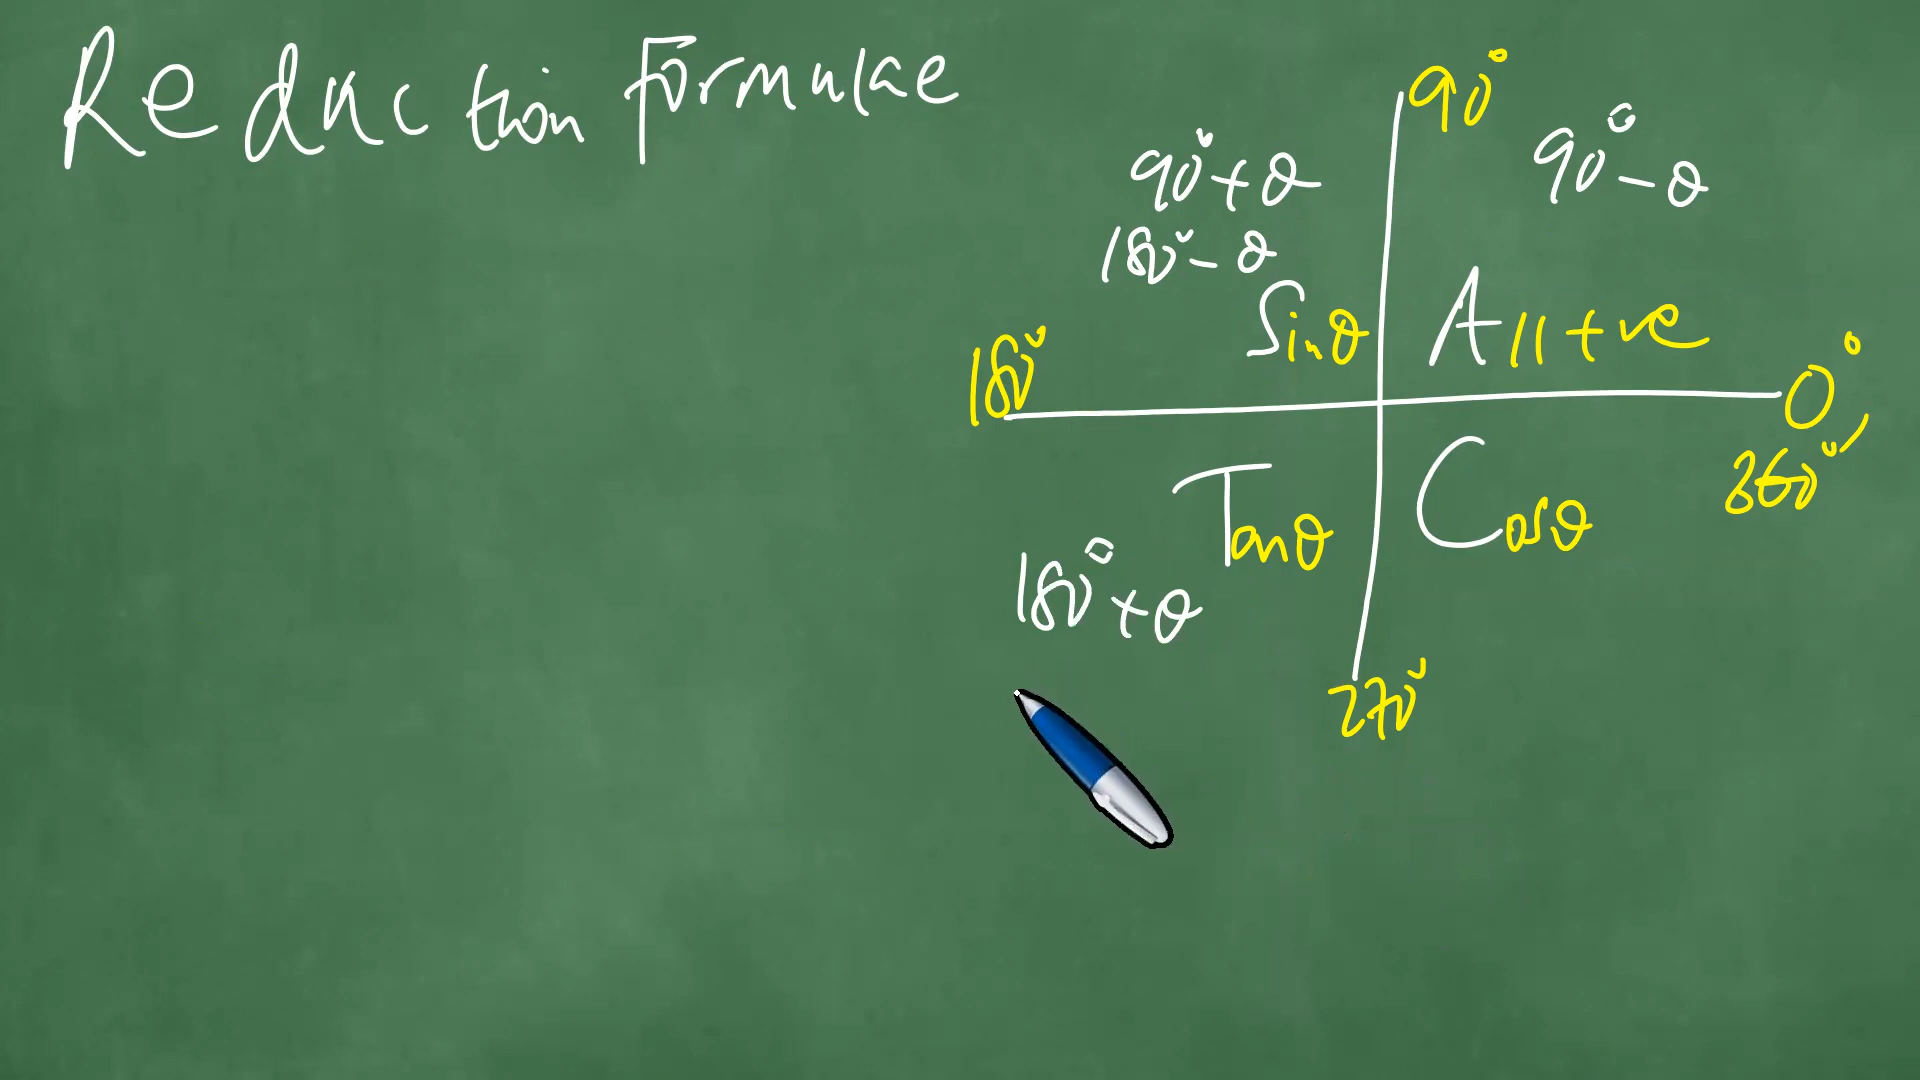 Reduction Formulae
90°
90°+θ
90°-θ
180°-θ
Sinθ
All +ve
180°
0°,
360°
Tanθ
Cosθ
180°+θ
270°